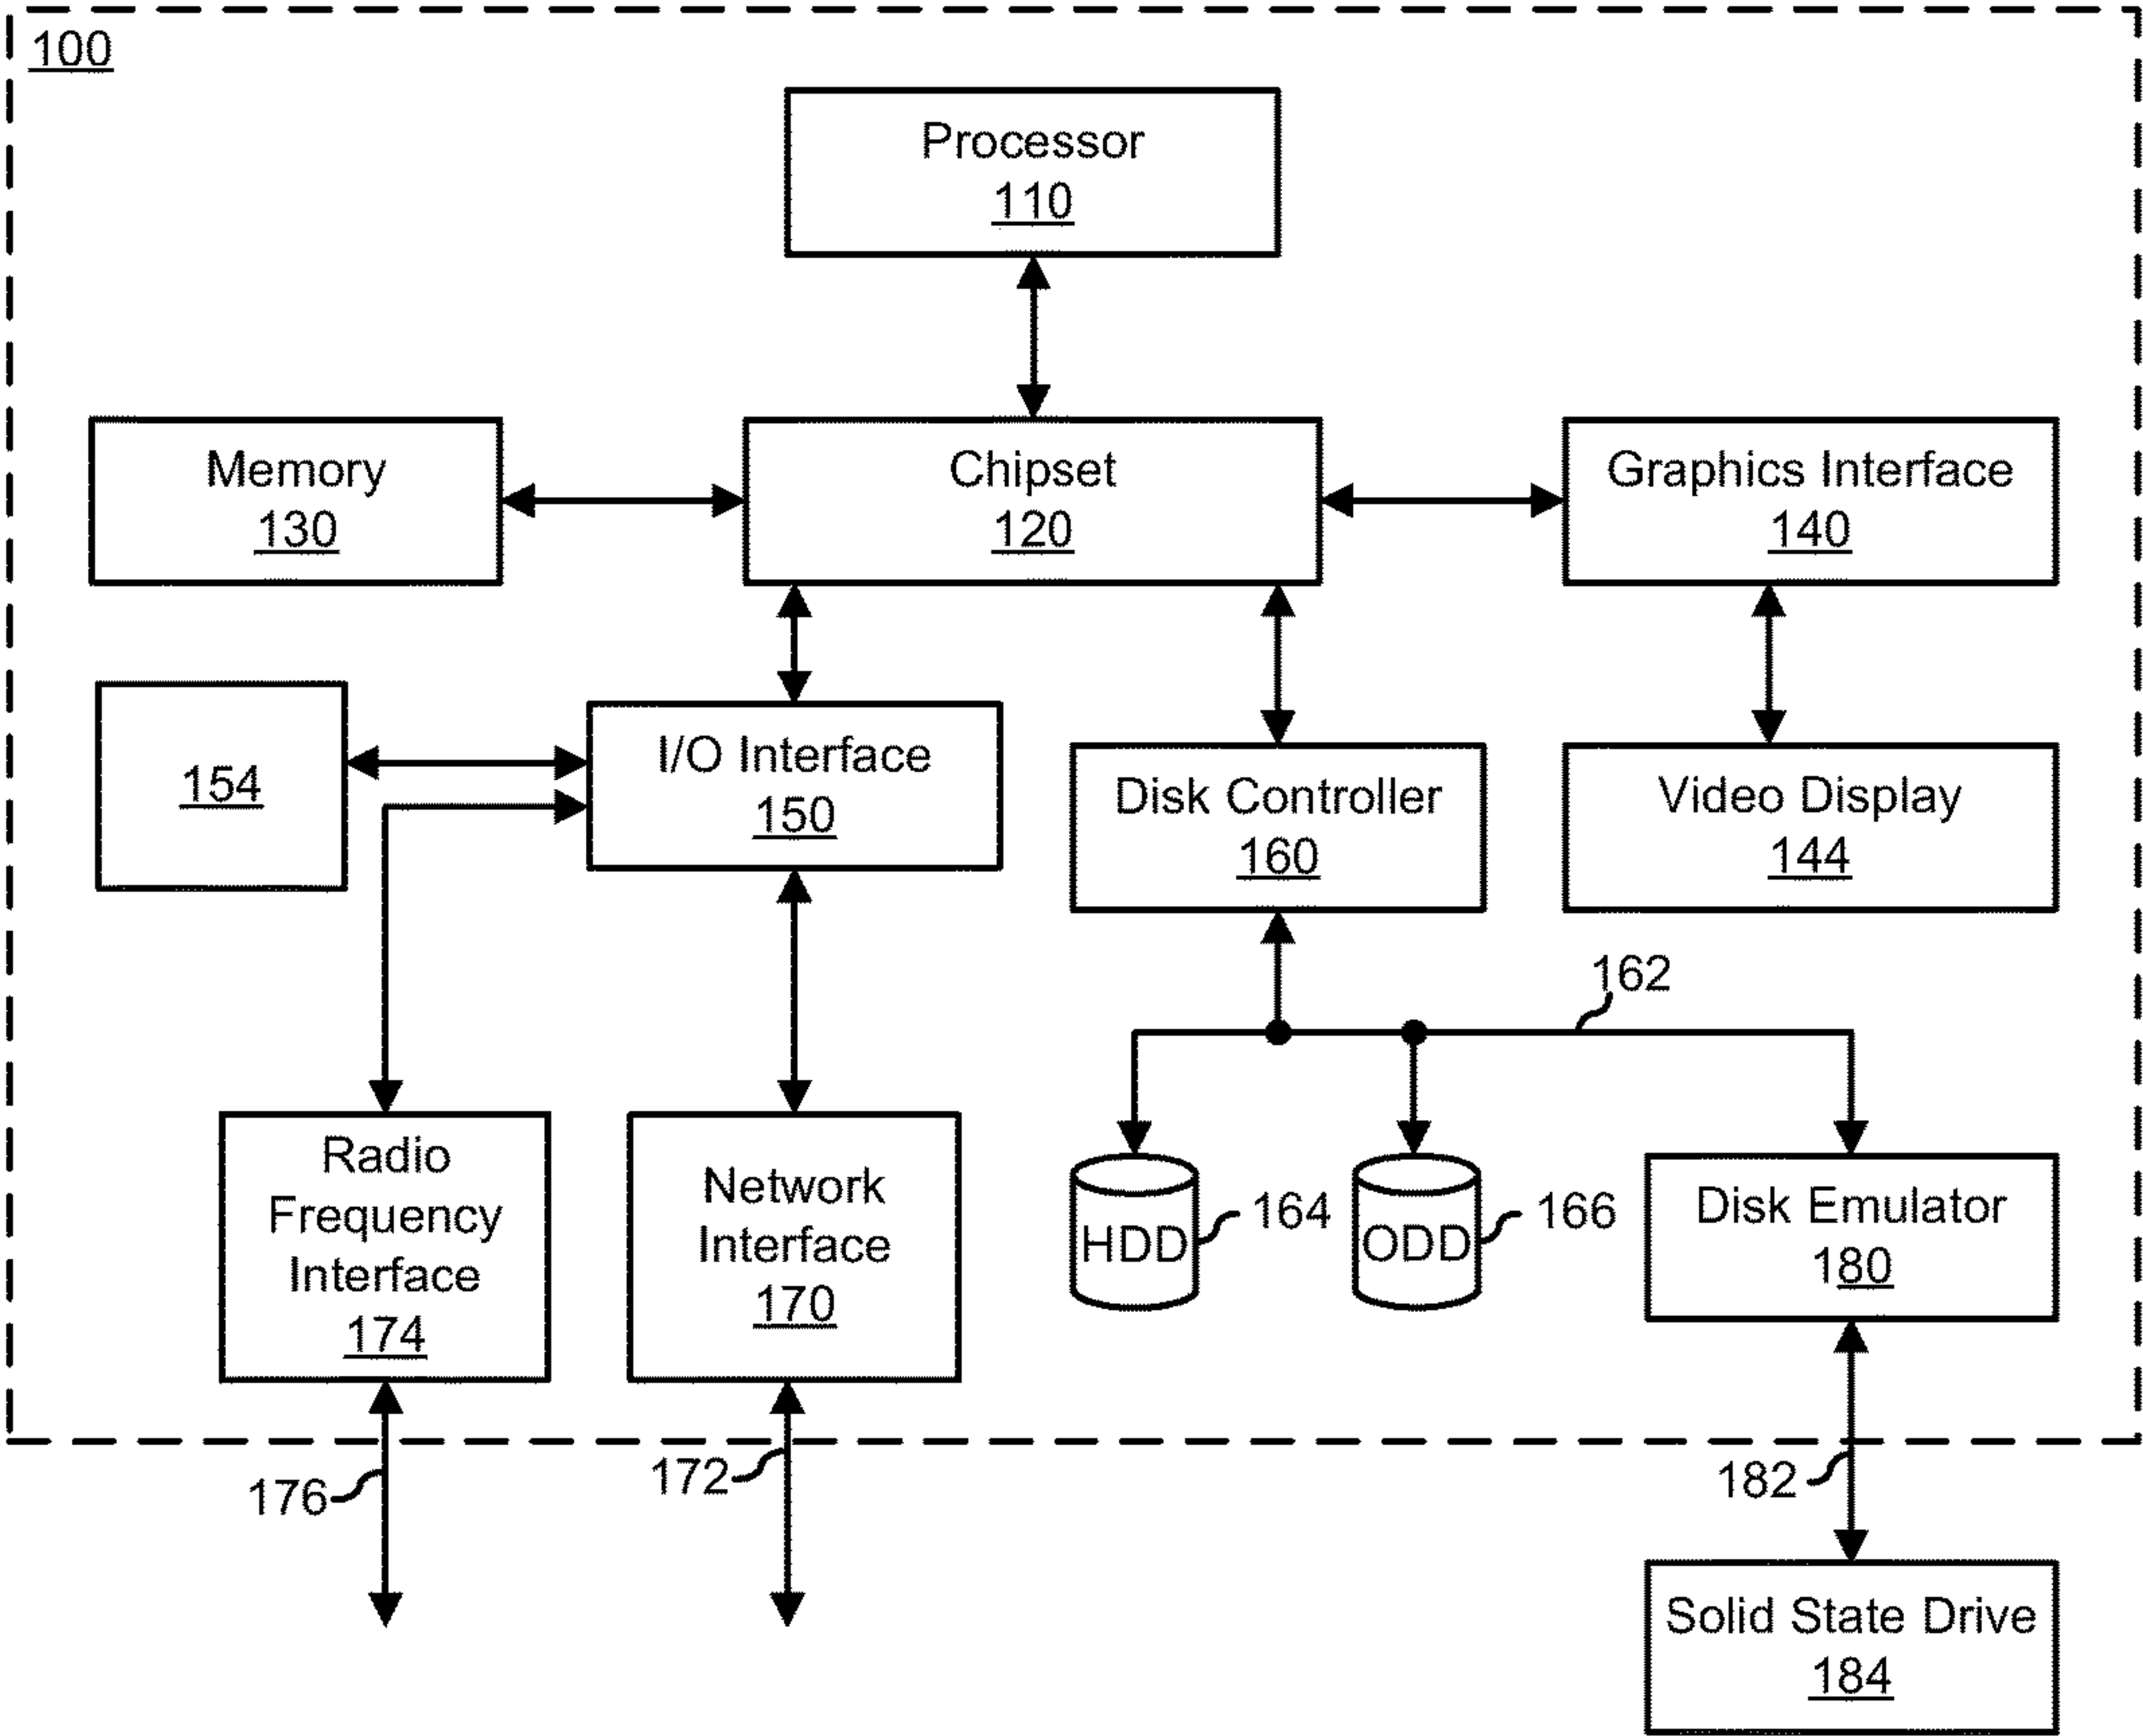 100
Processor
110
Memory
130
Chipset
120
Graphics Interface
140
154
I/O Interface
150
Disk Controller
160
Video Display
144
162
Radio
Frequency
Interface
174
Network
Interface
170
HDD
164
ODD
166
Disk Emulator
180
176
172
182
Solid State Drive
184